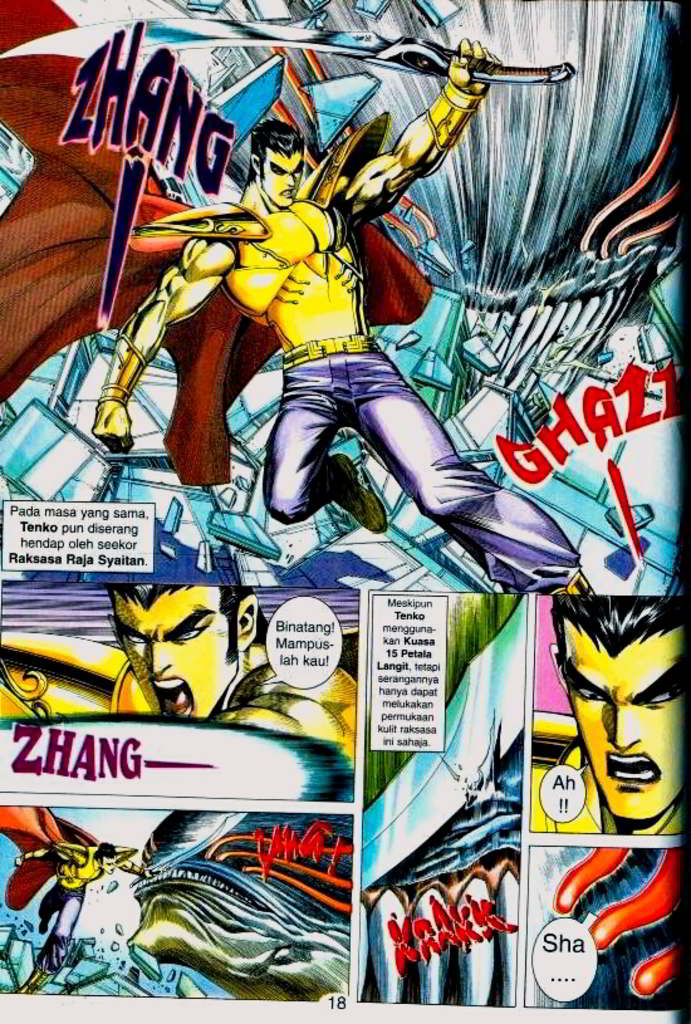 ZHANG
GHAZZ
Pada masa yang sama,
Tenko pun diserang
hendap oleh seekor
Raksasa Raja Syaitan.
Binatang!
Mampus-
lah kau!
ZHANG—
Meskipun
Tenko
mengguna-
kan Kuasa
15 Petala
Langit, tetapi
serangannya
hanya dapat
melukakan
permukaan
kulit raksasa
ini sahaja.
Ah
!!
KRAKK
Sha
....
18